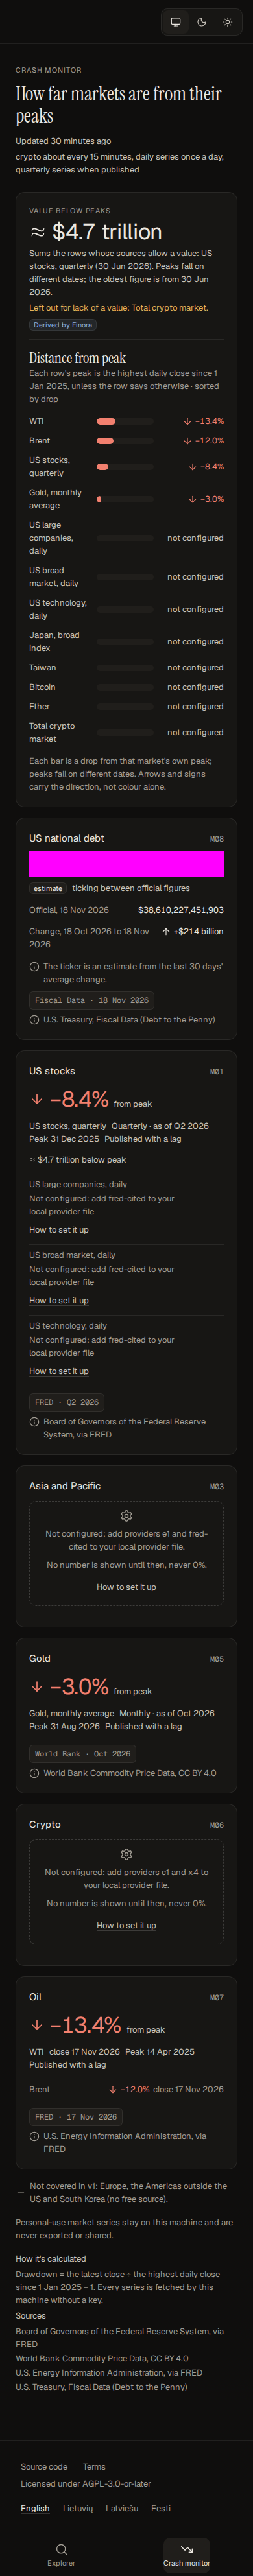 CRASH MONITOR
How far markets are from their
peaks
Updated 30 minutes ago
crypto about every 15 minutes, daily series once a day,
quarterly series when published
VALUE BELOW PEAKS
≈ $4.7 trillion
Sums the rows whose sources allow a value: US
stocks, quarterly (30 Jun 2026). Peaks fall on
different dates; the oldest figure is from 30 Jun
2026.
Left out for lack of a value: Total crypto market.
Derived by Finora
Distance from peak
Each row's peak is the highest daily close since 1
Jan 2025, unless the row says otherwise · sorted
by drop
WTI ↓ −13.4%
Brent ↓ −12.0%
US stocks,
quarterly ↓ −8.4%
Gold, monthly
average ↓ −3.0%
US large
companies,
daily not configured
US broad
market, daily not configured
US technology,
daily not configured
Japan, broad
index not configured
Taiwan not configured
Bitcoin not configured
Ether not configured
Total crypto
market not configured
Each bar is a drop from that market's own peak;
peaks fall on different dates. Arrows and signs
carry the direction, not colour alone.
US national debt M08
estimate ticking between official figures
Official, 18 Nov 2026 $38,610,227,451,903
Change, 18 Oct 2026 to 18 Nov
2026 ↑ +$214 billion
The ticker is an estimate from the last 30 days'
average change.
Fiscal Data · 18 Nov 2026
U.S. Treasury, Fiscal Data (Debt to the Penny)
US stocks M01
↓ −8.4% from peak
US stocks, quarterly Quarterly · as of Q2 2026
Peak 31 Dec 2025 Published with a lag
≈ $4.7 trillion below peak
US large companies, daily
Not configured: add fred-cited to your
local provider file
How to set it up
US broad market, daily
Not configured: add fred-cited to your
local provider file
How to set it up
US technology, daily
Not configured: add fred-cited to your
local provider file
How to set it up
FRED · Q2 2026
Board of Governors of the Federal Reserve
System, via FRED
Asia and Pacific M03
Not configured: add providers e1 and fred-
cited to your local provider file.
No number is shown until then, never 0%.
How to set it up
Gold M05
↓ −3.0% from peak
Gold, monthly average Monthly · as of Oct 2026
Peak 31 Aug 2026 Published with a lag
World Bank · Oct 2026
World Bank Commodity Price Data, CC BY 4.0
Crypto M06
Not configured: add providers c1 and x4 to
your local provider file.
No number is shown until then, never 0%.
How to set it up
Oil M07
↓ −13.4% from peak
WTI close 17 Nov 2026 Peak 14 Apr 2025
Published with a lag
Brent ↓ −12.0% close 17 Nov 2026
FRED · 17 Nov 2026
U.S. Energy Information Administration, via
FRED
— Not covered in v1: Europe, the Americas outside the
US and South Korea (no free source).
Personal-use market series stay on this machine and are
never exported or shared.
How it's calculated
Drawdown = the latest close ÷ the highest daily close
since 1 Jan 2025 − 1. Every series is fetched by this
machine without a key.
Sources
Board of Governors of the Federal Reserve System, via
FRED
World Bank Commodity Price Data, CC BY 4.0
U.S. Energy Information Administration, via FRED
U.S. Treasury, Fiscal Data (Debt to the Penny)
Source code Terms
Licensed under AGPL-3.0-or-later
English Lietuvių Latviešu Eesti
Explorer Crash monitor